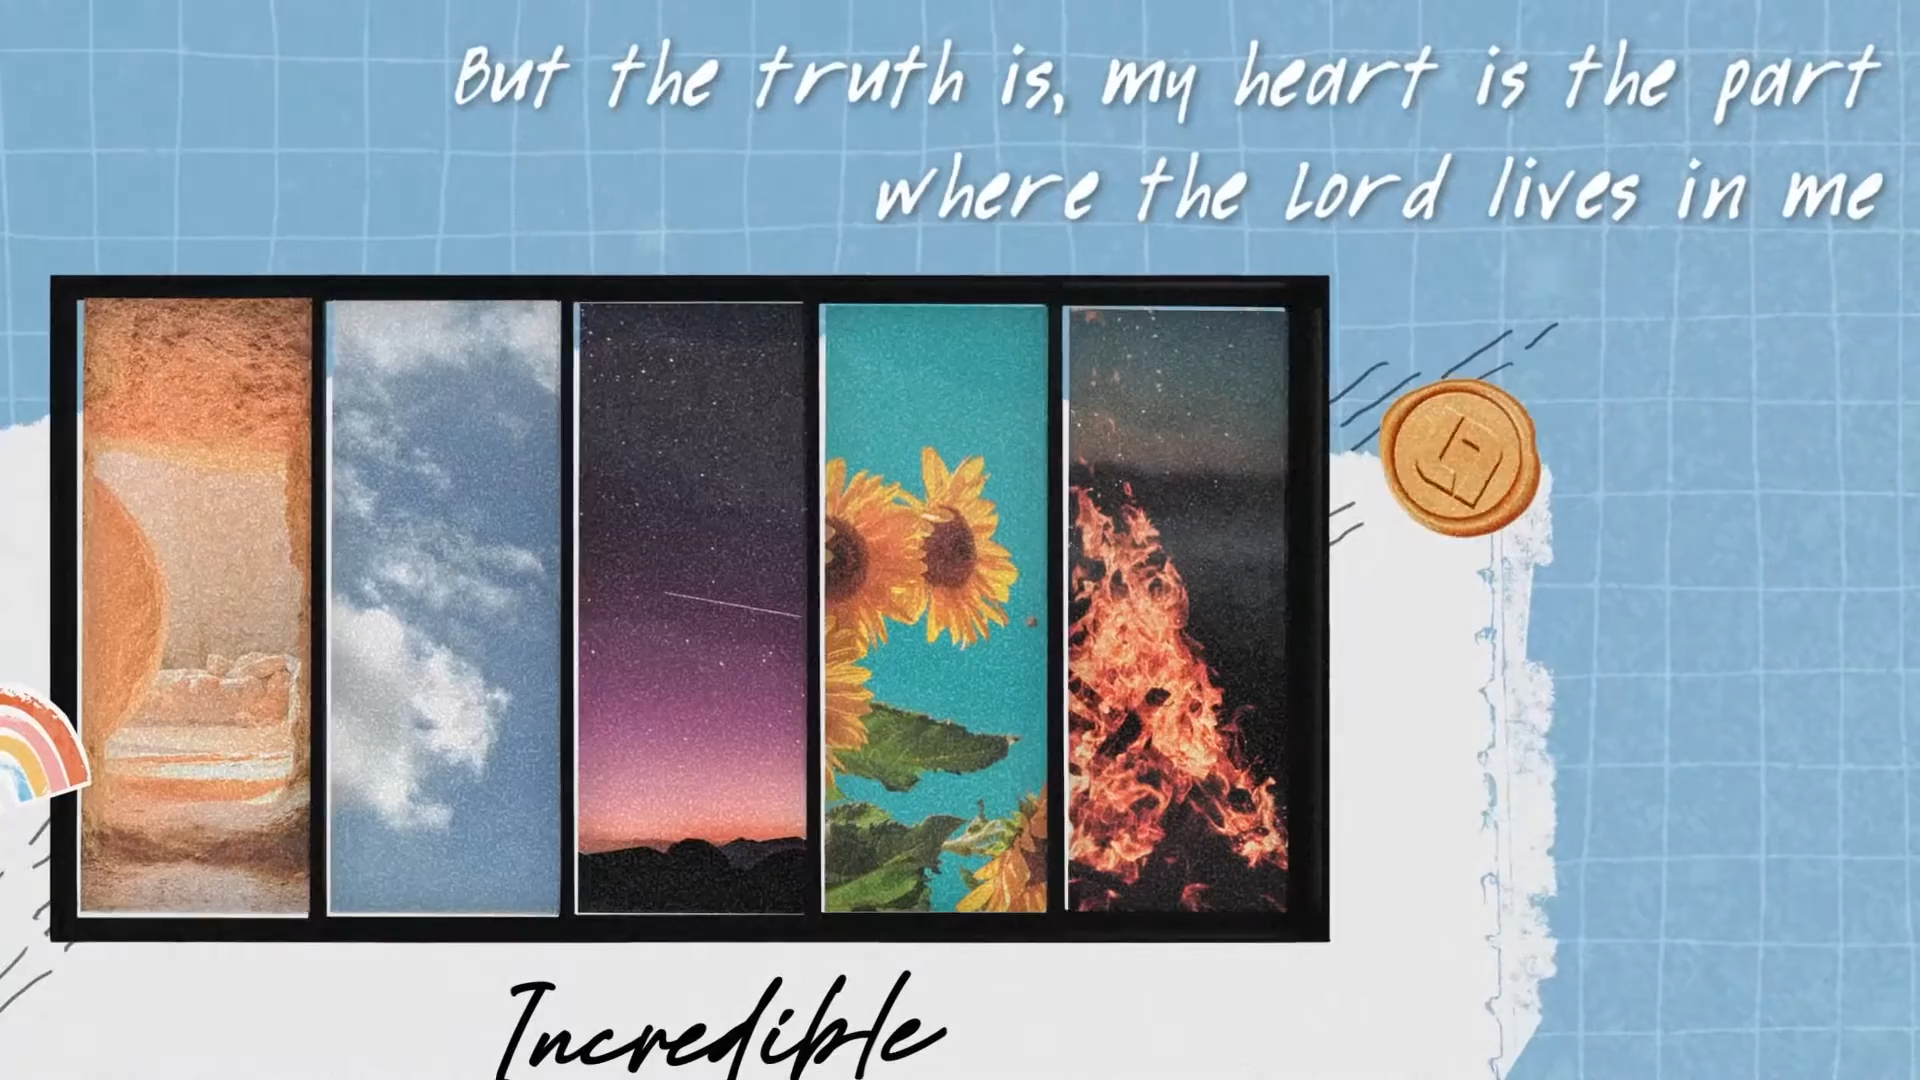 But the truth is, my heart is the part
where the Lord lives in me
Incredible